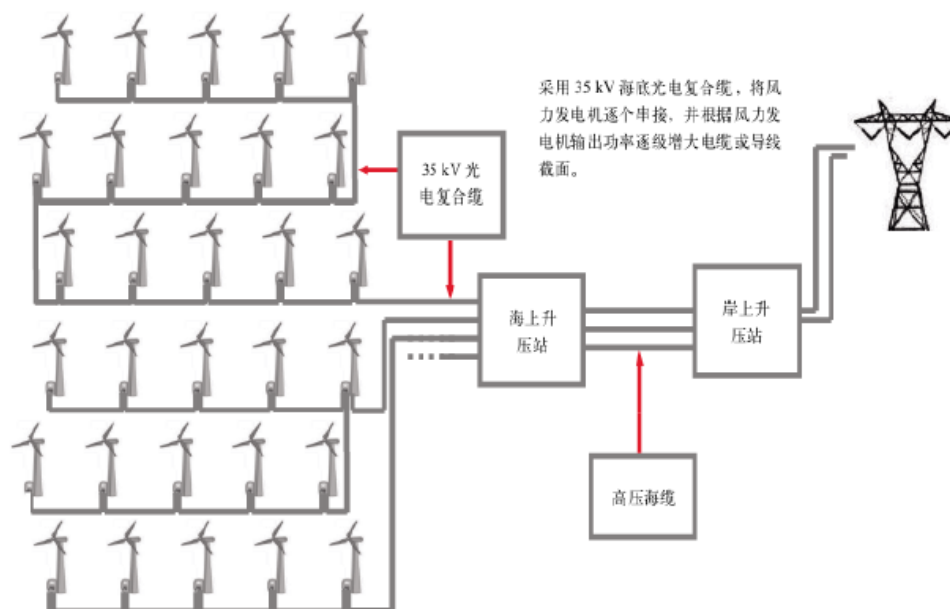 采用 35 kV 海底光电复合缆，将风
力发电机逐个串接，并根据风力发
电机输出功率逐级增大电缆或导线
截面。
35 kV 光
电复合缆
海上升
压站
岸上升
压站
高压海缆